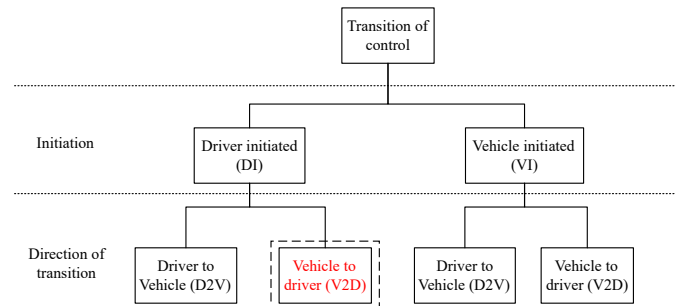 Transition of
control
Initiation
Driver initiated
(DI)
Vehicle initiated
(VI)
Direction of
transition
Driver to
Vehicle (D2V)
Vehicle to
driver (V2D)
Driver to
Vehicle (D2V)
Vehicle to
driver (V2D)